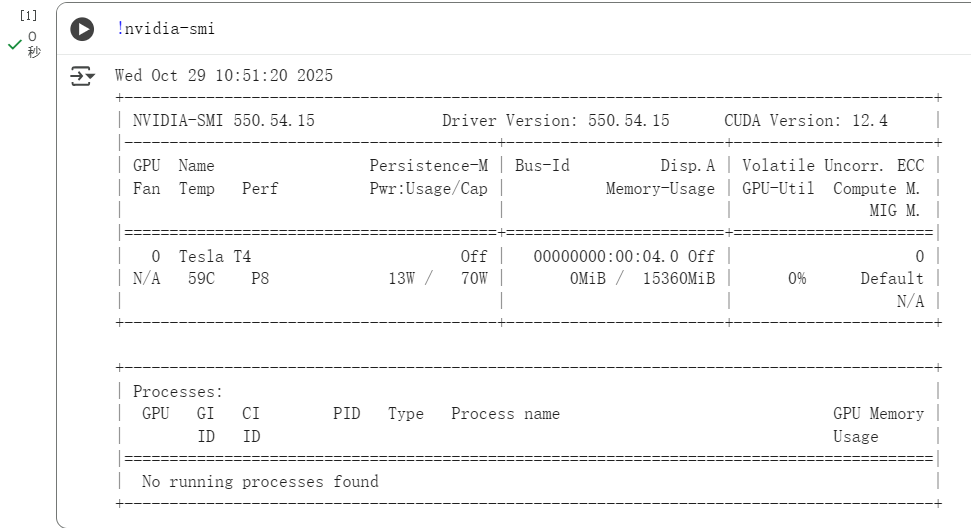 [1]
0
秒
!nvidia-smi
Wed Oct 29 10:51:20 2025
+-----------------------------------------------------------------------------------------+
| NVIDIA-SMI 550.54.15              Driver Version: 550.54.15      CUDA Version: 12.4     |
|-----------------------------------------+------------------------+----------------------+
| GPU  Name                 Persistence-M | Bus-Id          Disp.A | Volatile Uncorr. ECC |
| Fan  Temp   Perf          Pwr:Usage/Cap |           Memory-Usage | GPU-Util  Compute M. |
|                                         |                        |               MIG M. |
|=========================================+========================+======================|
|   0  Tesla T4                       Off |   00000000:00:04.0 Off |                    0 |
| N/A   59C    P8             13W /   70W |       0MiB /  15360MiB |      0%      Default |
|                                         |                        |                  N/A |
+-----------------------------------------+------------------------+----------------------+
+-----------------------------------------------------------------------------------------+
| Processes:                                                                              |
|  GPU   GI   CI        PID   Type   Process name                              GPU Memory |
|        ID   ID                                                               Usage      |
|=========================================================================================|
|  No running processes found                                                             |
+-----------------------------------------------------------------------------------------+